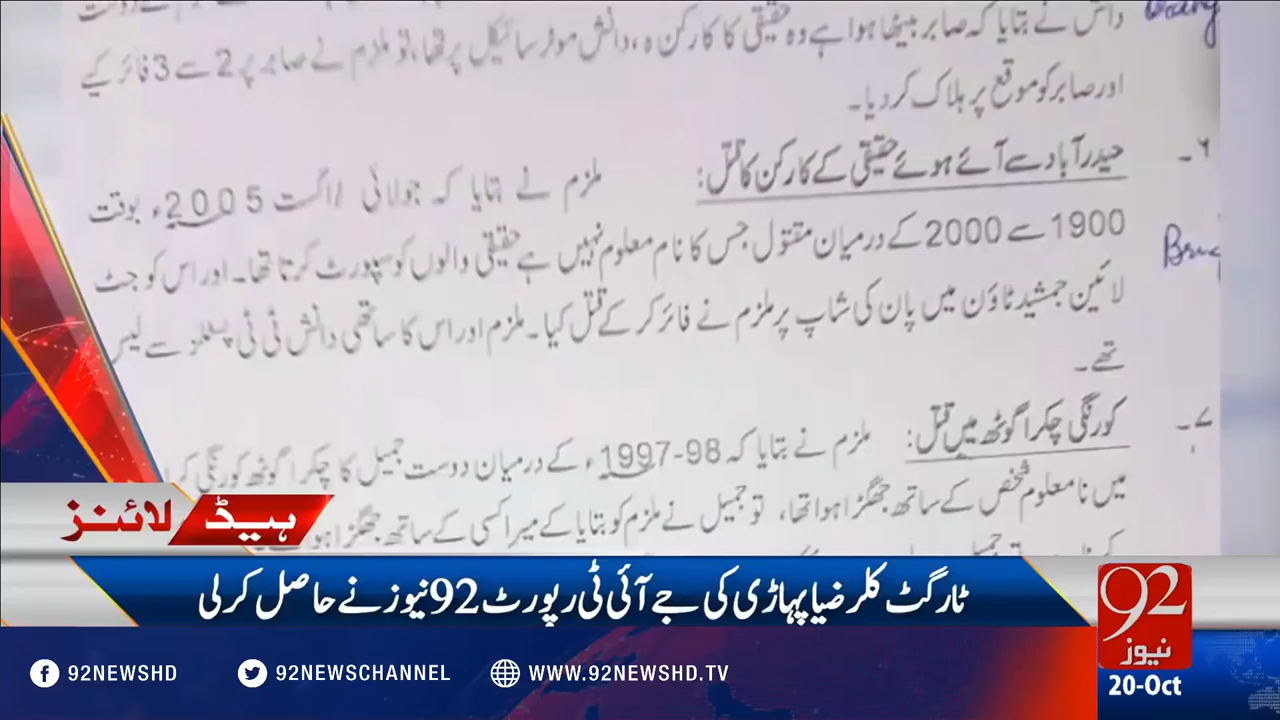 دانش نے بتایا کہ صابر بیٹھا ہوا ہے وہ حقیقی کا کارکن ہ، دانش موٹر سائیکل پر تھا، تو ملزم نے صابر پر 2 سے 3 فائر کیے
اور صابر کو موقع پر ہلاک کر دیا۔
۶۔ حیدرآباد سے آئے ہوئے حقیقی کے کارکن کا قتل: ملزم نے بتایا کہ جولائی / اگست 2005ء بوقت
1900 سے 2000 کے درمیان مقتول جس کا نام معلوم نہیں ہے حقیقی والوں کو سپورٹ کرتا تھا۔ اور اس کو جٹ
لائین جمشید ٹاؤن میں پان کی شاپ پر ملزم نے فائر کر کے قتل کیا۔ ملزم اور اس کا ساتھی دانش ٹی ٹی پسٹلز سے لیس
تھے۔
۷۔ کورنگی چکرا گوٹھ میں قتل: ملزم نے بتایا کہ 98-1997ء کے درمیان دوست جمیل کا چکرا گوٹھ کورنگی
میں نامعلوم شخص کے ساتھ جھگڑا ہوا تھا، تو جمیل نے ملزم کو بتایا کے میرا کسی کے ساتھ جھگڑا
ہیڈ لائنز
ٹارگٹ کلر ضیا پہاڑی کی جے آئی ٹی رپورٹ 92 نیوز نے حاصل کر لی
92 نیوز
20-Oct
92NEWSHD 92NEWSCHANNEL WWW.92NEWSHD.TV